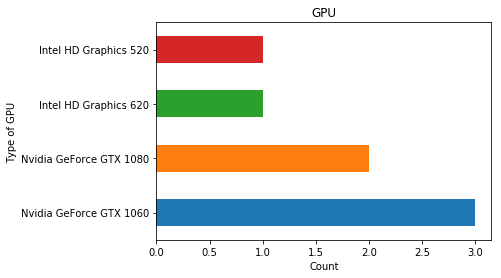 GPU
Type of GPU
Intel HD Graphics 520
Intel HD Graphics 620
Nvidia GeForce GTX 1080
Nvidia GeForce GTX 1060
0.0 0.5 1.0 1.5 2.0 2.5 3.0
Count